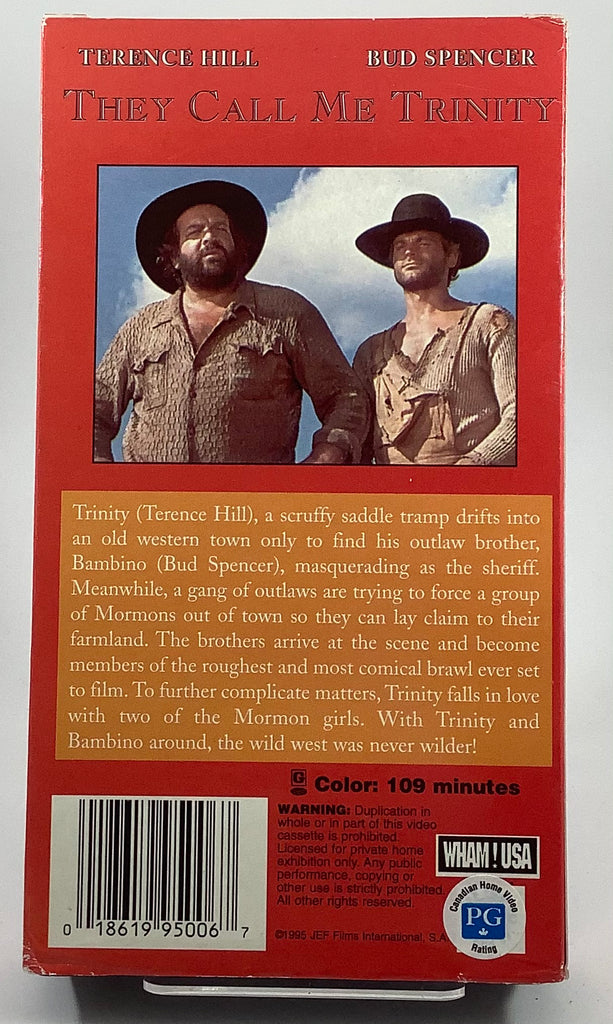 TERENCE HILL BUD SPENCER
THEY CALL ME TRINITY
Trinity (Terence Hill), a scruffy saddle tramp drifts into
an old western town only to find his outlaw brother,
Bambino (Bud Spencer), masquerading as the sheriff.
Meanwhile, a gang of outlaws are trying to force a group
of Mormons out of town so they can lay claim to their
farmland. The brothers arrive at the scene and become
members of the roughest and most comical brawl ever set
to film. To further complicate matters, Trinity falls in love
with two of the Mormon girls. With Trinity and
Bambino around, the wild west was never wilder!
G Color: 109 minutes
WARNING: Duplication in
whole or in part of this video
cassette is prohibited.
Licensed for private home
exhibition only. Any public
performance, copying or
other use is strictly prohibited.
All other rights reserved.
©1995 JEF Films International, S.A.
WHAM! USA
Canadian Home Video
PG
Rating
0 18619 95006 7